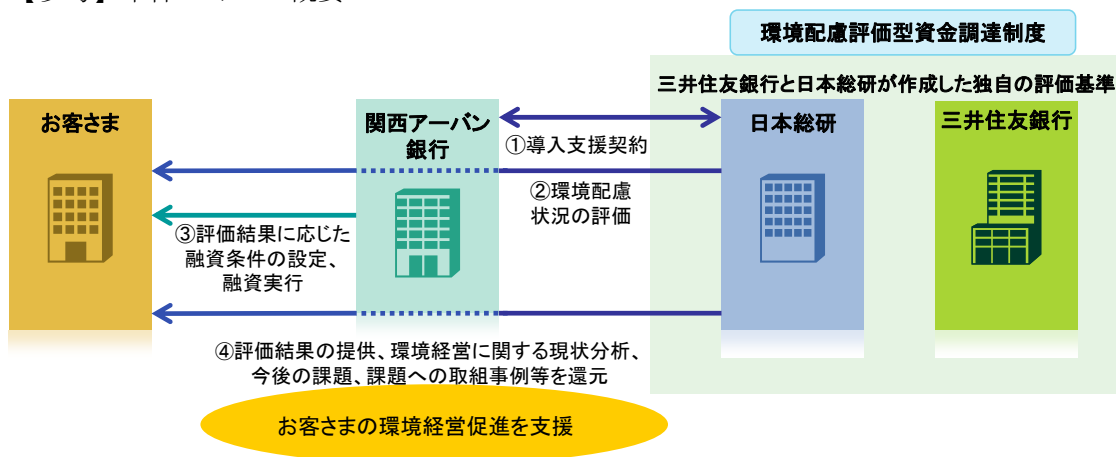 環境配慮評価型資金調達制度
三井住友銀行と日本総研が作成した独自の評価基準
お客さま
関西アーバン
銀行
日本総研
三井住友銀行
①導入支援契約
②環境配慮
状況の評価
③評価結果に応じた
融資条件の設定、
融資実行
④評価結果の提供、環境経営に関する現状分析、
今後の課題、課題への取組事例等を還元
お客さまの環境経営促進を支援